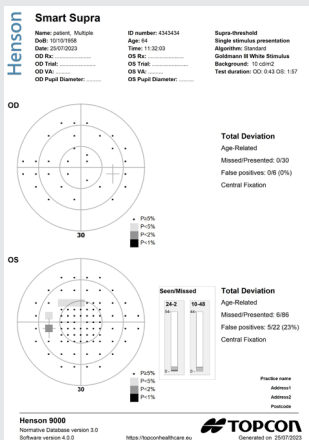 Henson
Smart Supra
Name: patient, Multiple
DoB: 10/10/1958
Date: 25/07/2023
OD Rx: ........................
OD Trial: ........................
OD VA: ..........
OD Pupil Diameter: ..........
ID number: 4343434
Age: 64
Time: 11:32:03
OS Rx: ........................
OS Trial: ........................
OS VA: ..........
OS Pupil Diameter: ..........
Supra-threshold
Single stimulus presentation
Algorithm: Standard
Goldmann III White Stimulus
Background: 10 cd/m2
Test duration: OD: 0:43 OS: 1:57
OD
30
P≥5%
P<5%
P<2%
P<1%
Total Deviation
Age-Related
Missed/Presented: 0/30
False positives: 0/6 (0%)
Central Fixation
OS
30
P≥5%
P<5%
P<2%
P<1%
Seen/Missed
24-2
10-48
Total Deviation
Age-Related
Missed/Presented: 6/86
False positives: 5/22 (23%)
Central Fixation
Practice name
Address1
Address2
Postcode
Henson 9000
Normative Database version 3.0
Software version 4.0.0
https://topconhealthcare.eu
TOPCON
Generated on 25/07/2023